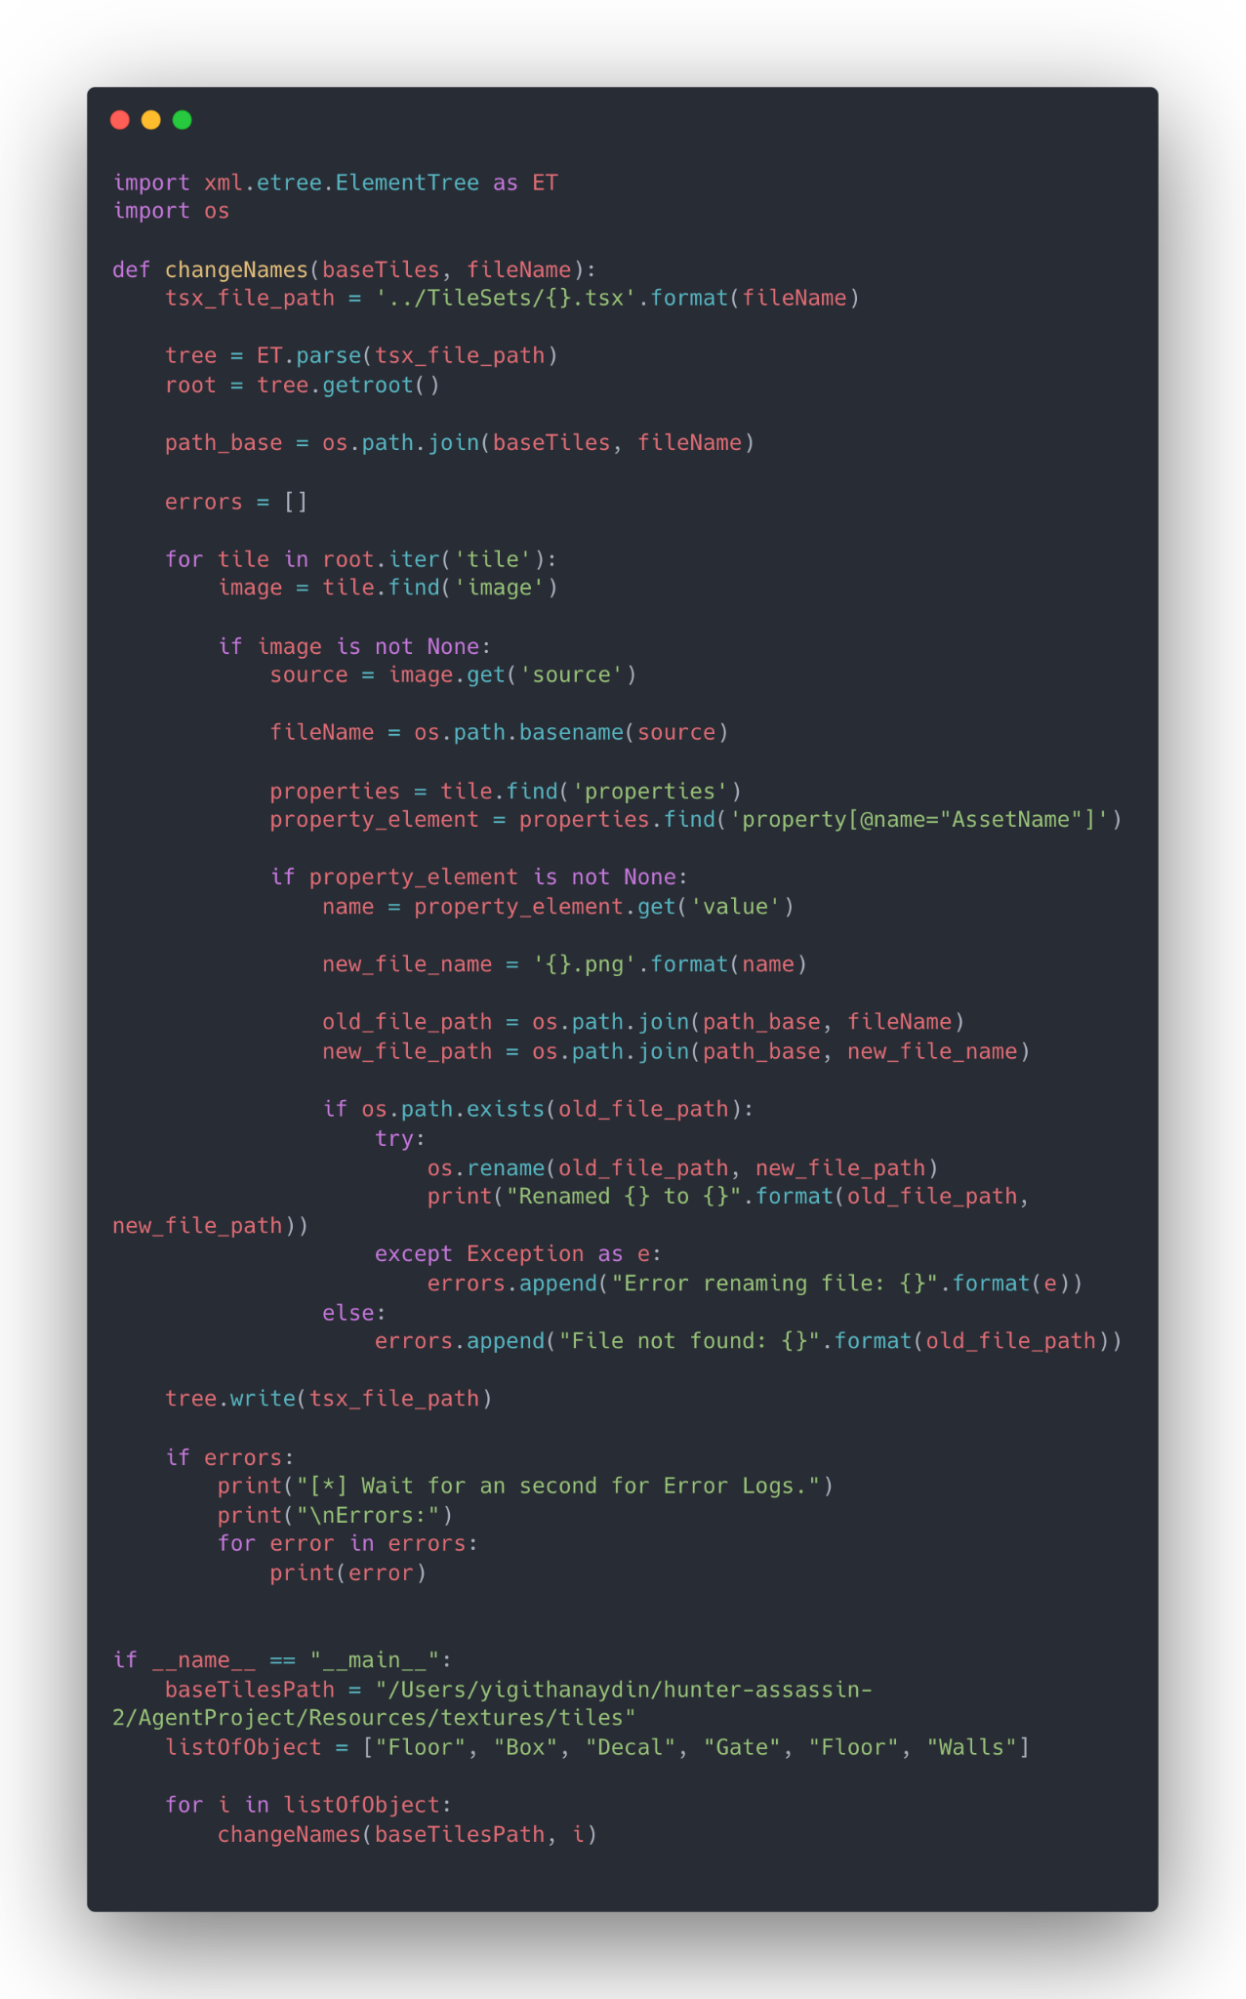 import xml.etree.ElementTree as ET
import os

def changeNames(baseTiles, fileName):
    tsx_file_path = '../TileSets/{}.tsx'.format(fileName)

    tree = ET.parse(tsx_file_path)
    root = tree.getroot()

    path_base = os.path.join(baseTiles, fileName)

    errors = []

    for tile in root.iter('tile'):
        image = tile.find('image')

        if image is not None:
            source = image.get('source')

            fileName = os.path.basename(source)

            properties = tile.find('properties')
            property_element = properties.find('property[@name="AssetName"]')

            if property_element is not None:
                name = property_element.get('value')

                new_file_name = '{}.png'.format(name)

                old_file_path = os.path.join(path_base, fileName)
                new_file_path = os.path.join(path_base, new_file_name)

                if os.path.exists(old_file_path):
                    try:
                        os.rename(old_file_path, new_file_path)
                        print("Renamed {} to {}".format(old_file_path,
new_file_path))
                    except Exception as e:
                        errors.append("Error renaming file: {}".format(e))
                else:
                    errors.append("File not found: {}".format(old_file_path))

    tree.write(tsx_file_path)

    if errors:
        print("[*] Wait for an second for Error Logs.")
        print("\nErrors:")
        for error in errors:
            print(error)


if __name__ == "__main__":
    baseTilesPath = "/Users/yigithanaydin/hunter-assassin-
2/AgentProject/Resources/textures/tiles"
    listOfObject = ["Floor", "Box", "Decal", "Gate", "Floor", "Walls"]

    for i in listOfObject:
        changeNames(baseTilesPath, i)